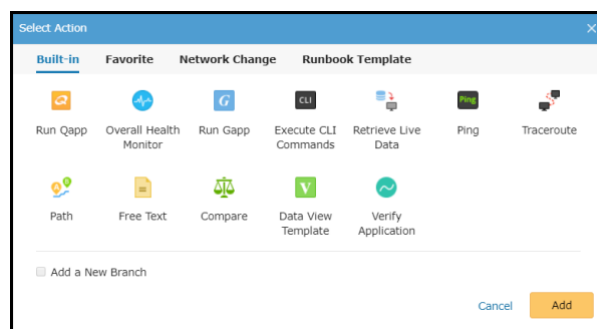 Select Action
Built-in Favorite Network Change Runbook Template
G CLI Ping
Run Qapp Overall Health Monitor Run Gapp Execute CLI Commands Retrieve Live Data Ping Traceroute
A B V
Path Free Text Compare Data View Template Verify Application
Add a New Branch
Cancel Add